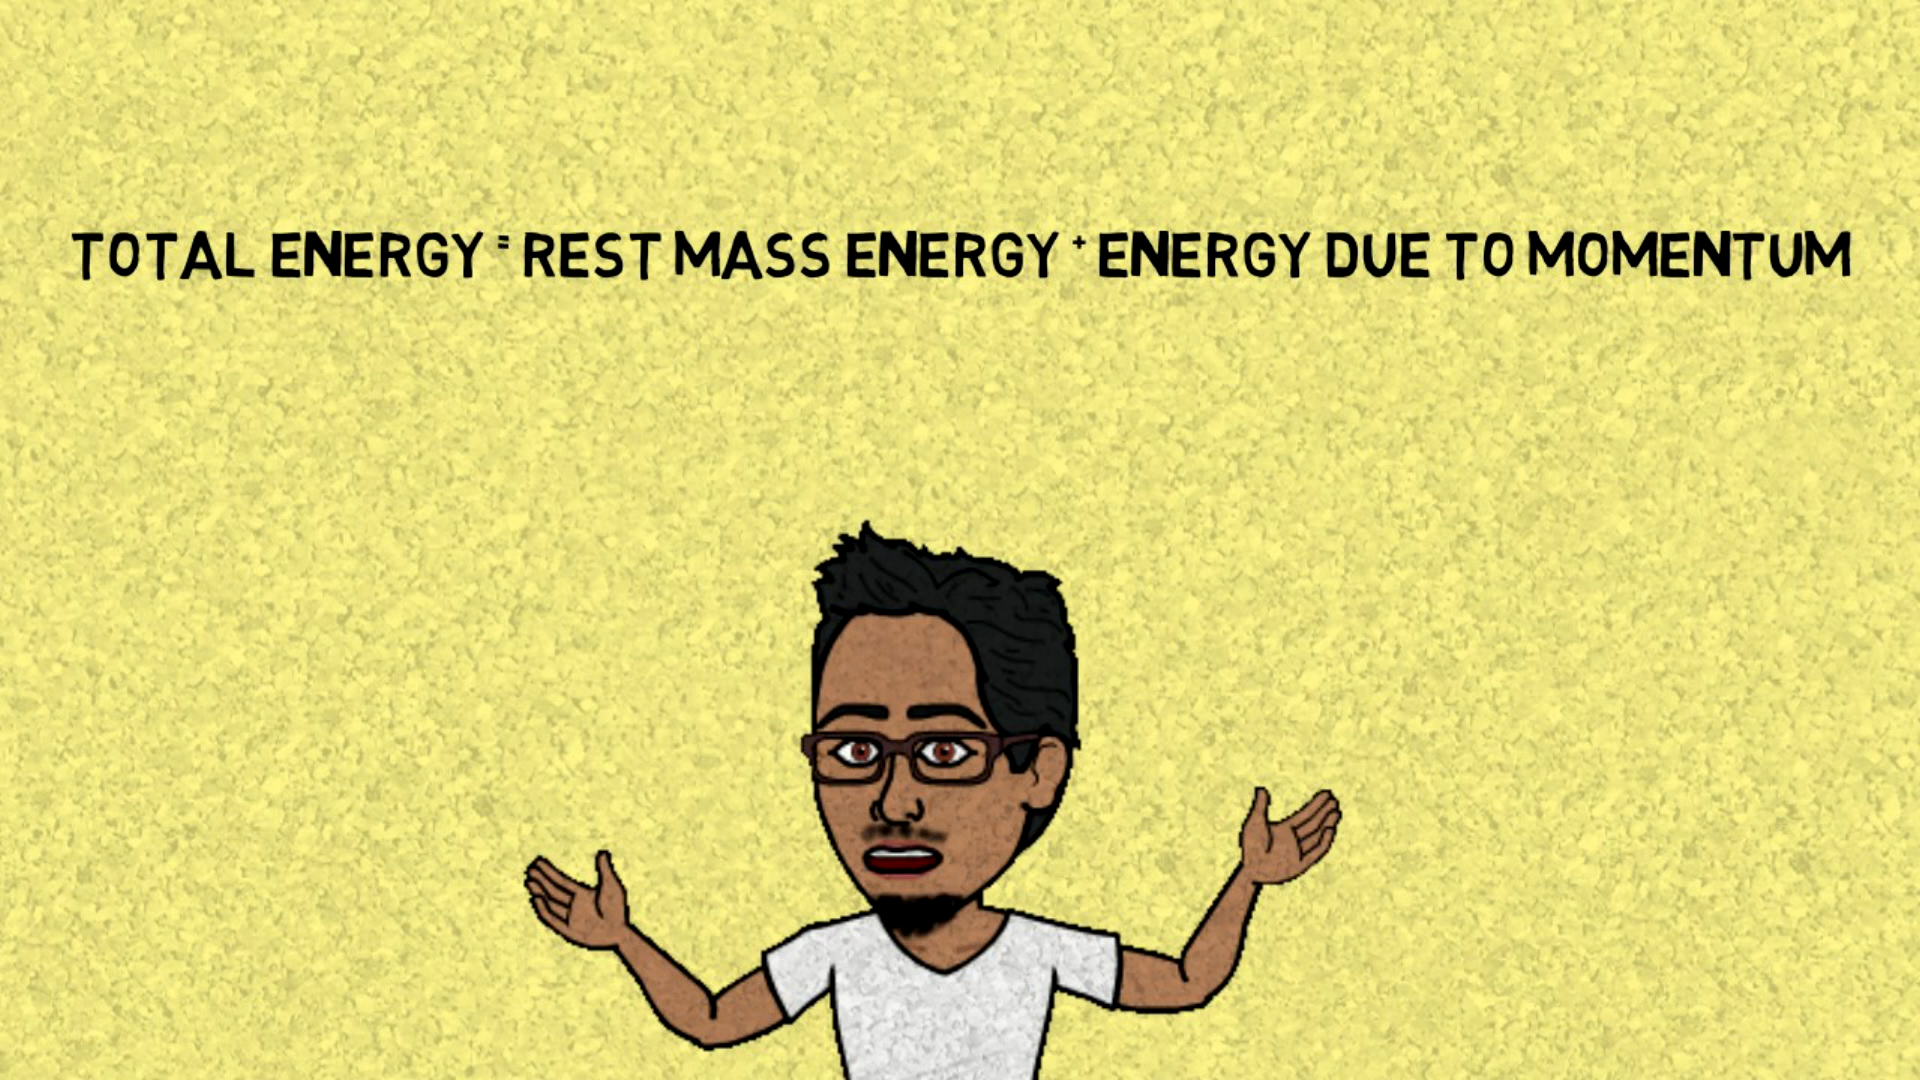 TOTAL ENERGY = REST MASS ENERGY + ENERGY DUE TO MOMENTUM